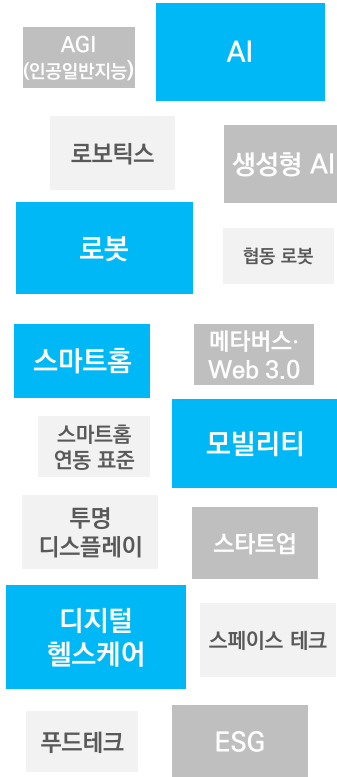 AGI
(인공일반지능)
AI
로보틱스
생성형 AI
로봇
협동 로봇
스마트홈
메타버스·
Web 3.0
스마트홈
연동 표준
모빌리티
투명
디스플레이
스타트업
디지털
헬스케어
스페이스 테크
푸드테크
ESG